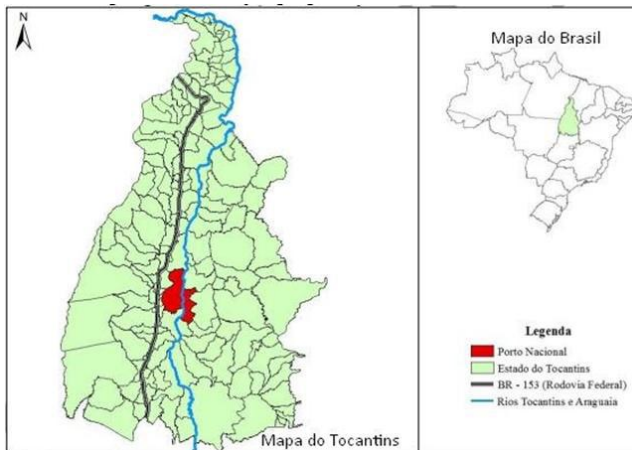 N
Mapa do Brasil
Legenda
Porto Nacional
Estado do Tocantins
BR - 153 (Rodovia Federal)
Rios Tocantins e Araguaia
Mapa do Tocantins